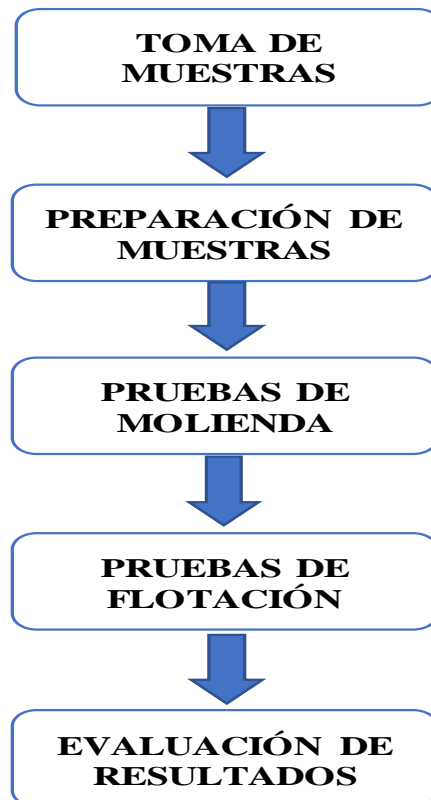 TOMA DE
MUESTRAS
PREPARACIÓN DE
MUESTRAS
PRUEBAS DE
MOLIENDA
PRUEBAS DE
FLOTACIÓN
EVALUACIÓN DE
RESULTADOS